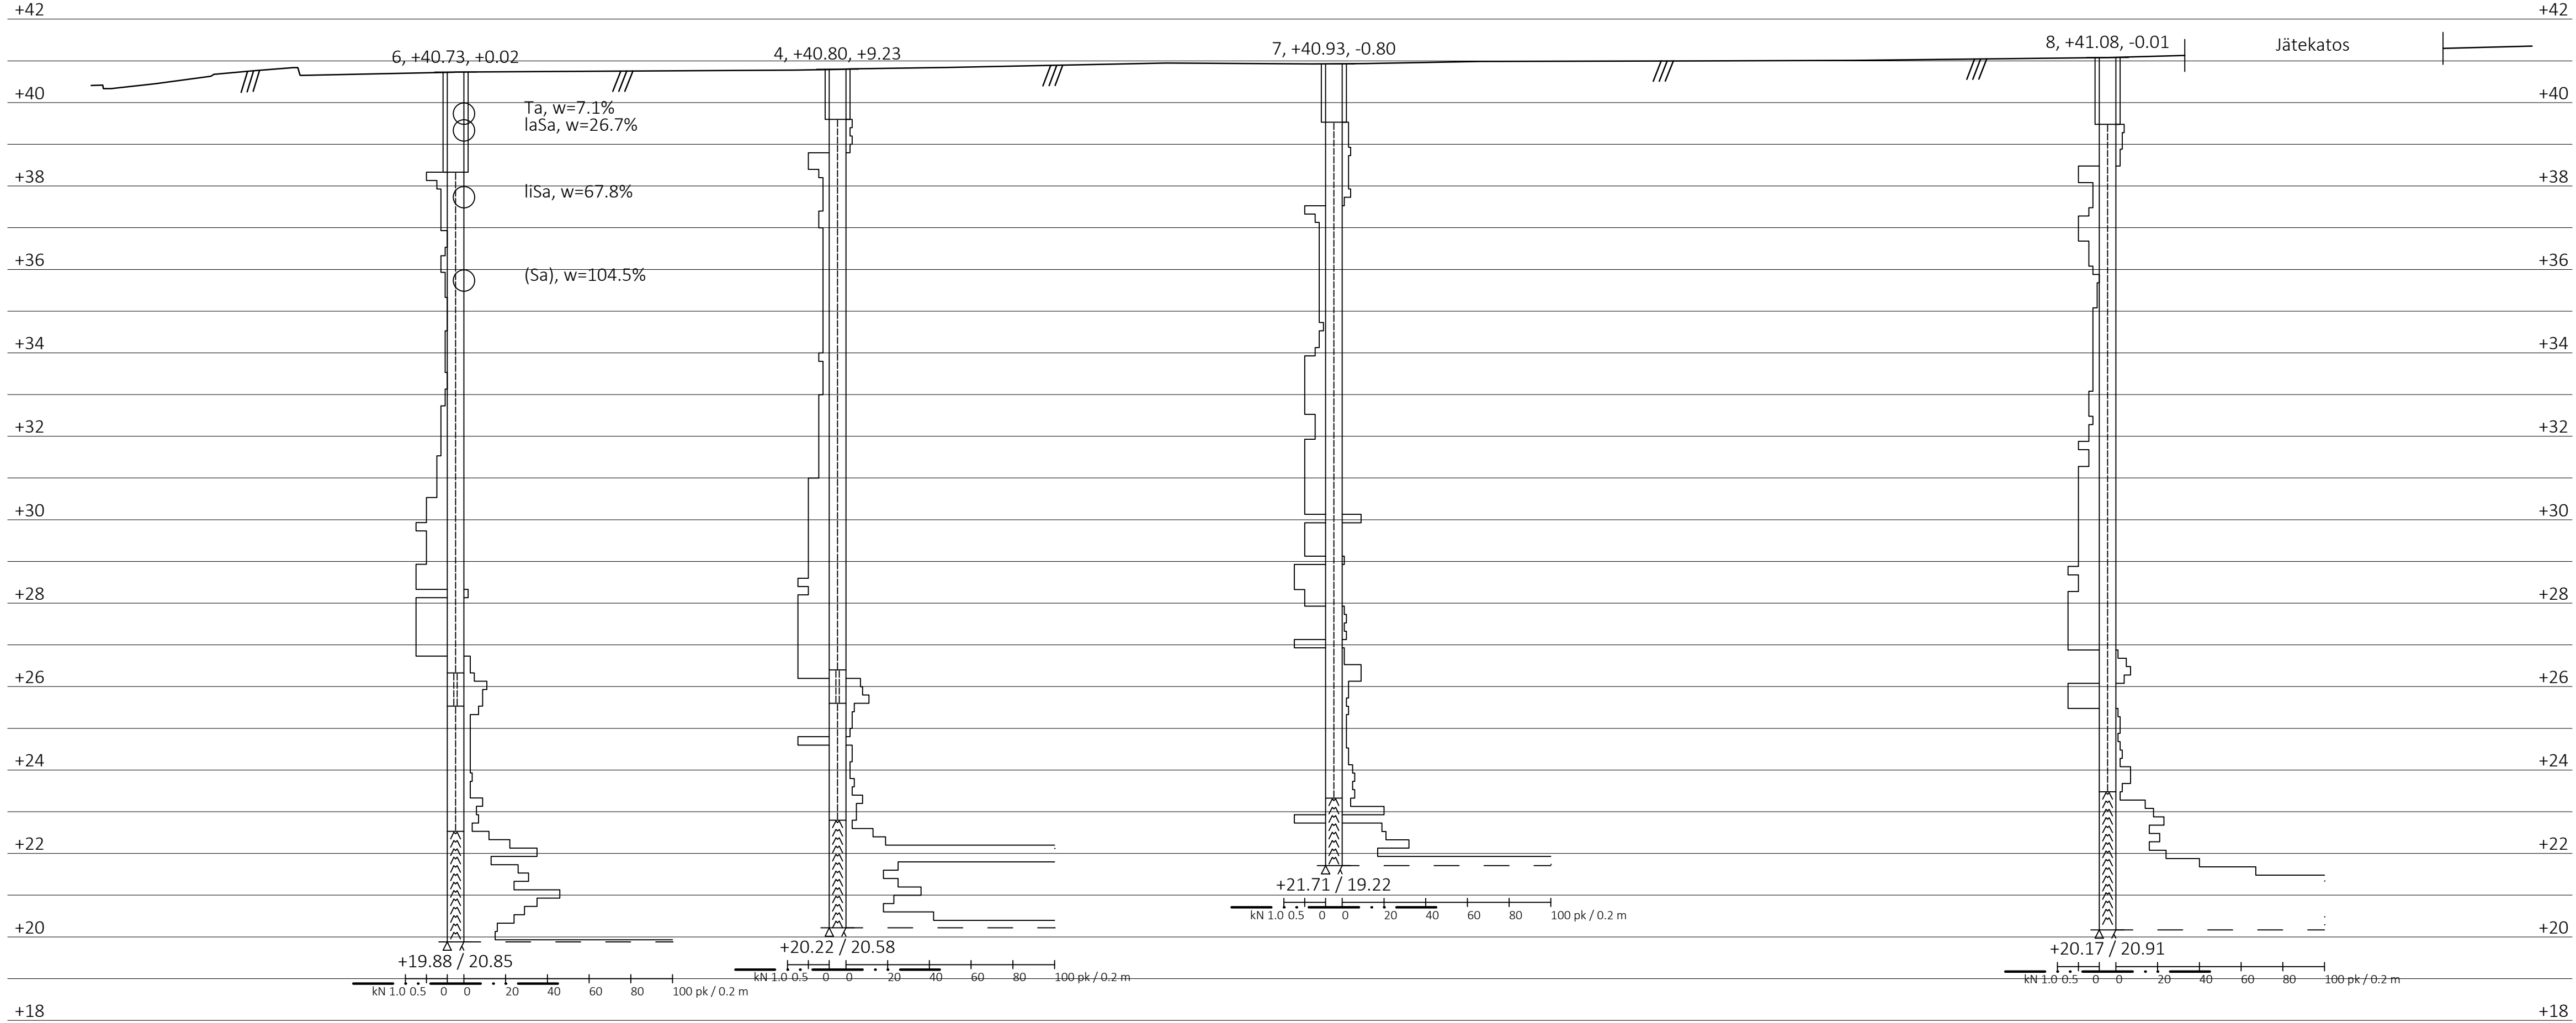 +42 +42
6, +40.73, +0.02 4, +40.80, +9.23 7, +40.93, -0.80 8, +41.08, -0.01 Jätekatos
+40 +40
Ta, w=7.1%
laSa, w=26.7%
+38 +38
liSa, w=67.8%
+36 +36
(Sa), w=104.5%
+34 +34
+32 +32
+30 +30
+28 +28
+26 +26
+24 +24
+22 +22
+21.71 / 19.22
kN 1.0 0.5 0 0 20 40 60 80 100 pk / 0.2 m
+20 +20
+20.22 / 20.58
kN 1.0 0.5 0 0 20 40 60 80 100 pk / 0.2 m
+20.17 / 20.91
kN 1.0 0.5 0 0 20 40 60 80 100 pk / 0.2 m
+19.88 / 20.85
kN 1.0 0.5 0 0 20 40 60 80 100 pk / 0.2 m
+18 +18